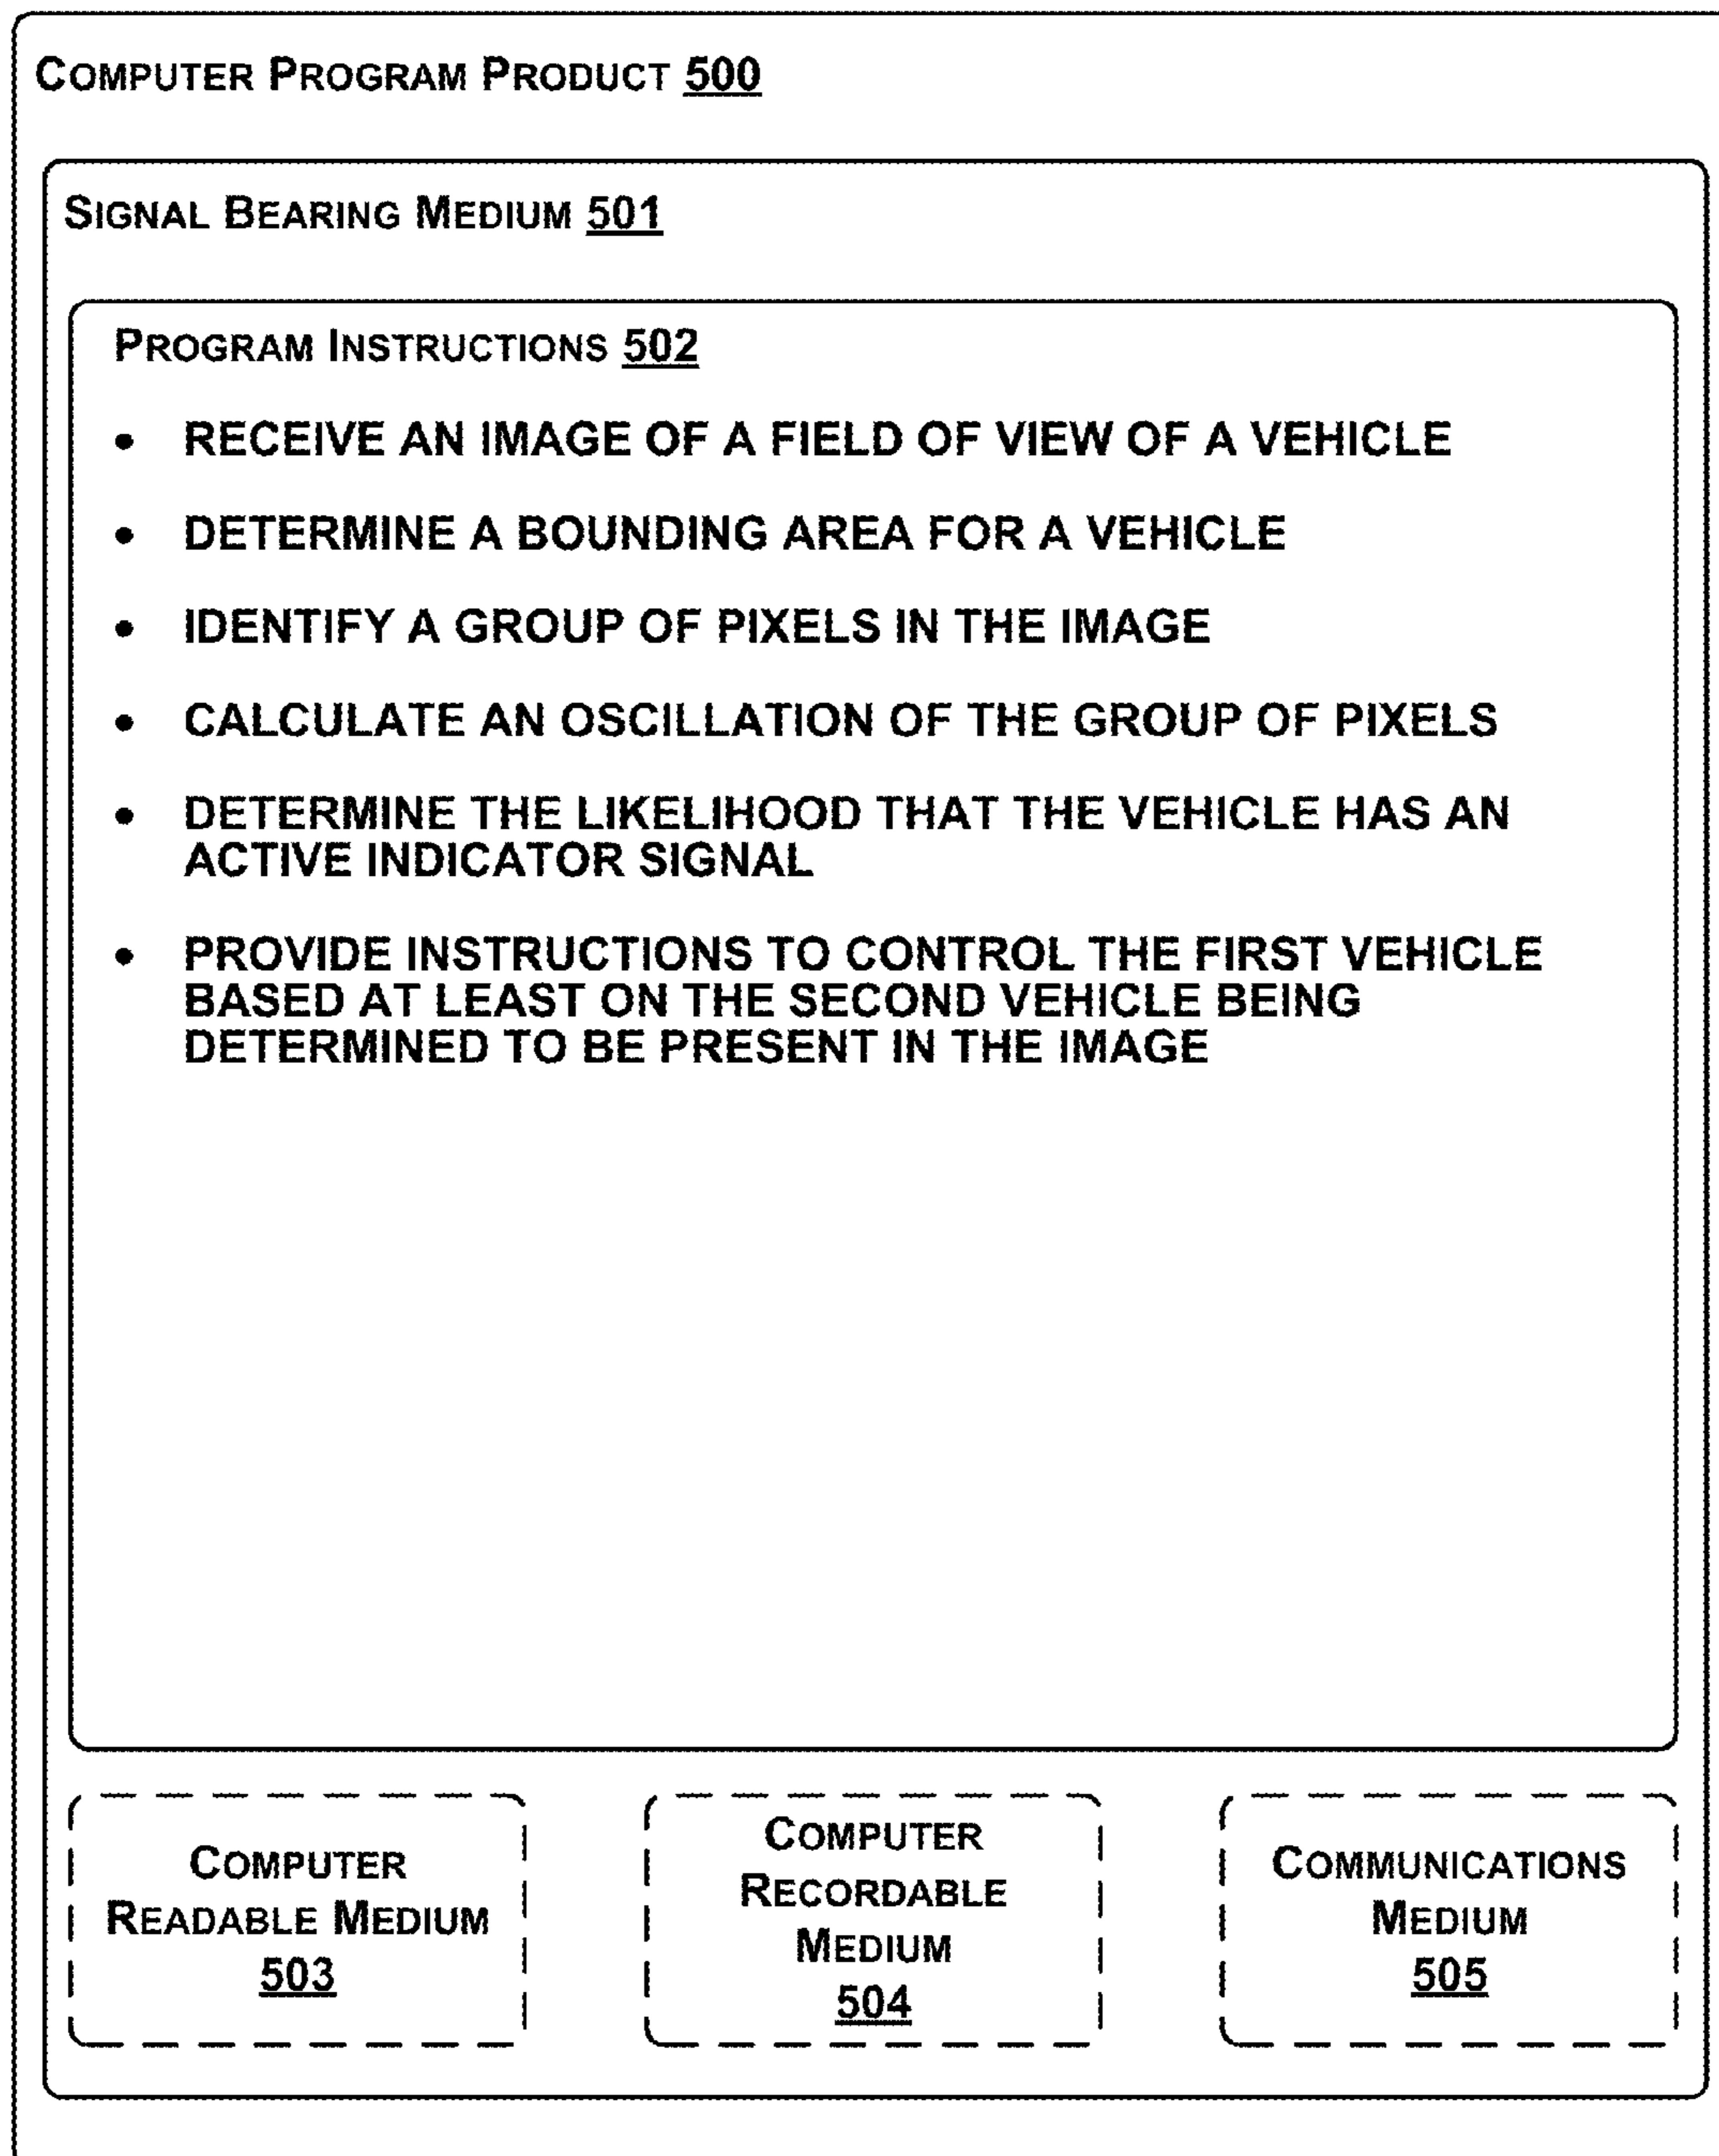 COMPUTER PROGRAM PRODUCT 500
SIGNAL BEARING MEDIUM 501
PROGRAM INSTRUCTIONS 502
• RECEIVE AN IMAGE OF A FIELD OF VIEW OF A VEHICLE
• DETERMINE A BOUNDING AREA FOR A VEHICLE
• IDENTIFY A GROUP OF PIXELS IN THE IMAGE
• CALCULATE AN OSCILLATION OF THE GROUP OF PIXELS
• DETERMINE THE LIKELIHOOD THAT THE VEHICLE HAS AN
ACTIVE INDICATOR SIGNAL
• PROVIDE INSTRUCTIONS TO CONTROL THE FIRST VEHICLE
BASED AT LEAST ON THE SECOND VEHICLE BEING
DETERMINED TO BE PRESENT IN THE IMAGE
COMPUTER
READABLE MEDIUM
503
COMPUTER
RECORDABLE
MEDIUM
504
COMMUNICATIONS
MEDIUM
505